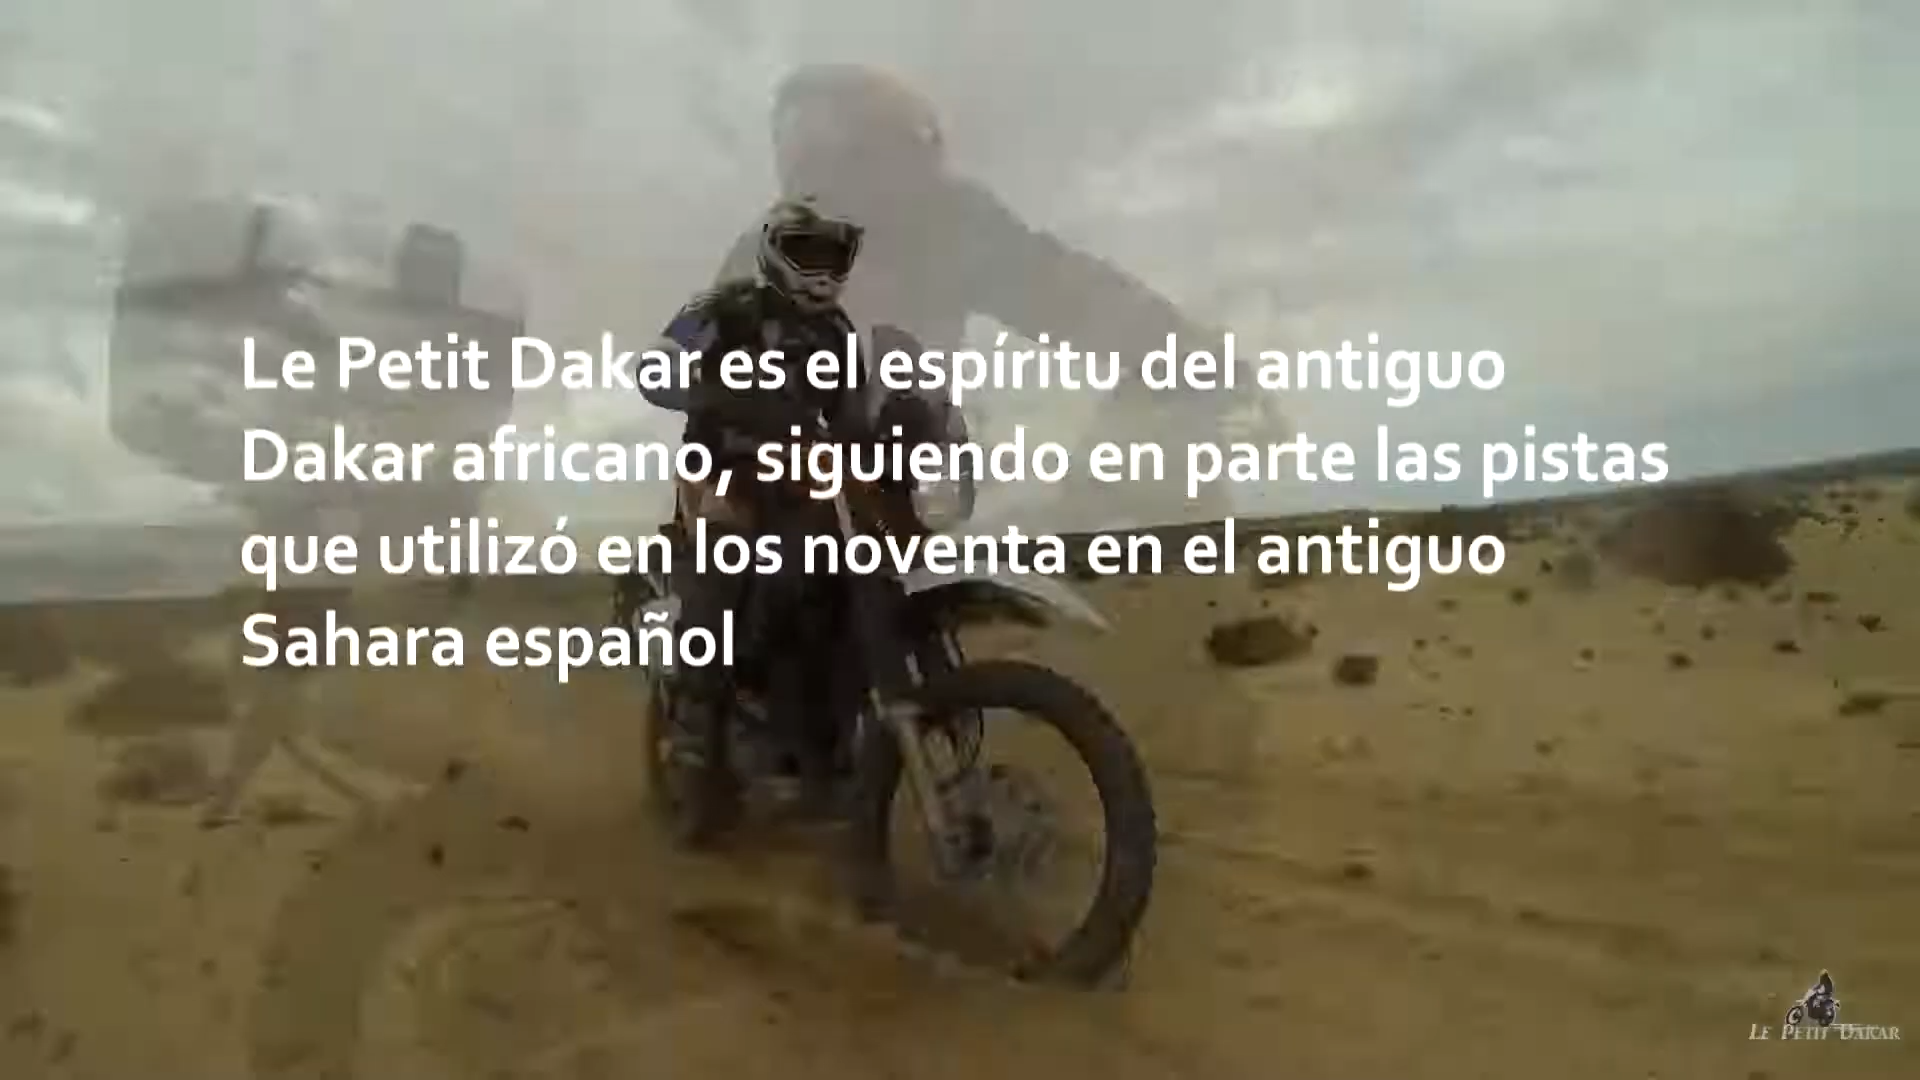 Le Petit Dakar es el espíritu del antiguo
Dakar africano, siguiendo en parte las pistas
que utilizó en los noventa en el antiguo
Sahara español
Le Petit Dakar